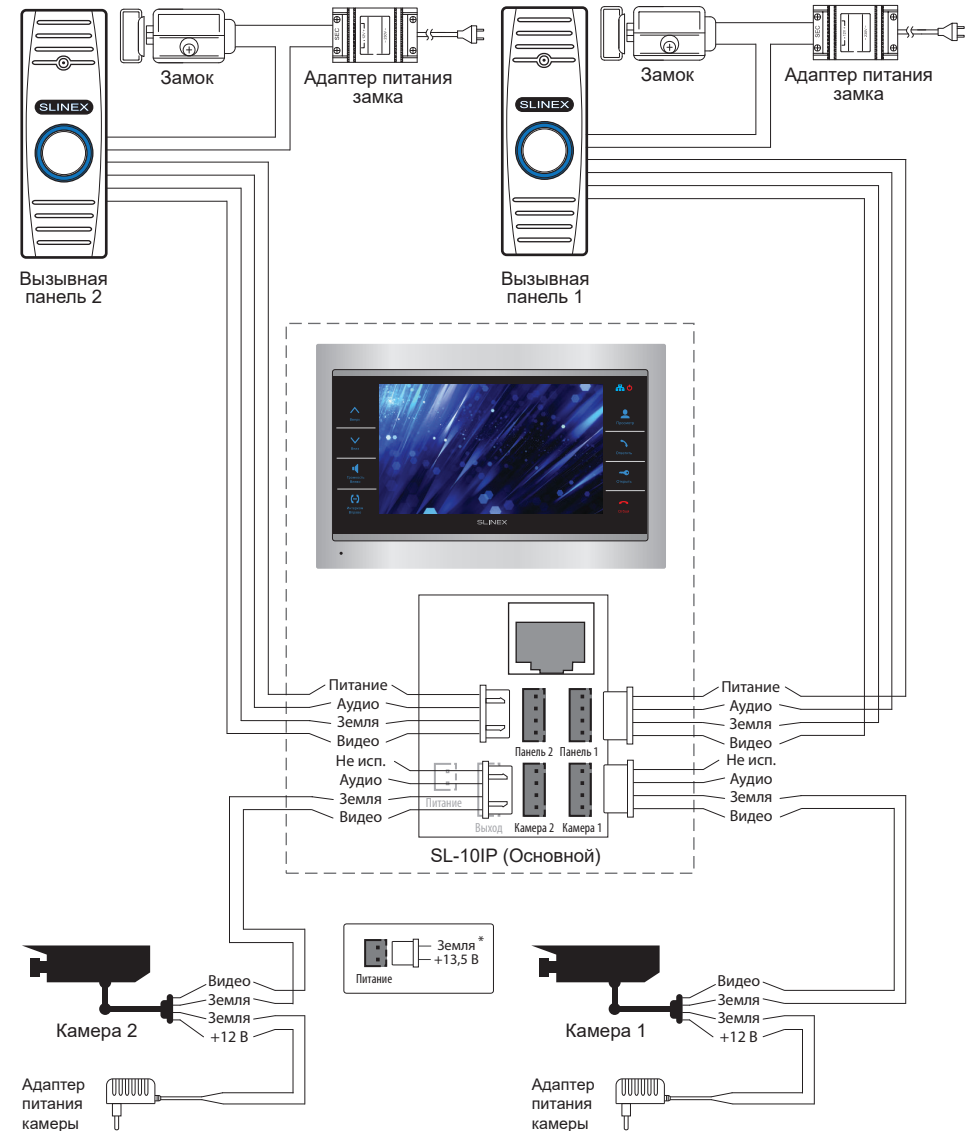 Замок
Адаптер питания
замка
Замок
Адаптер питания
замка
SLINEX
SLINEX
Вызывная
панель 2
Вызывная
панель 1
SLINEX
Питание
Аудио
Земля
Видео
Питание
Аудио
Земля
Видео
Панель 2
Панель 1
Не исп.
Аудио
Земля
Видео
Не исп.
Аудио
Земля
Видео
Питание
Выход
Камера 2
Камера 1
SL-10IP (Основной)
Земля *
+13,5 В
Питание
Видео
Земля
Земля
+12 В
Камера 2
Видео
Земля
Земля
+12 В
Камера 1
Адаптер
питания
камеры
Адаптер
питания
камеры